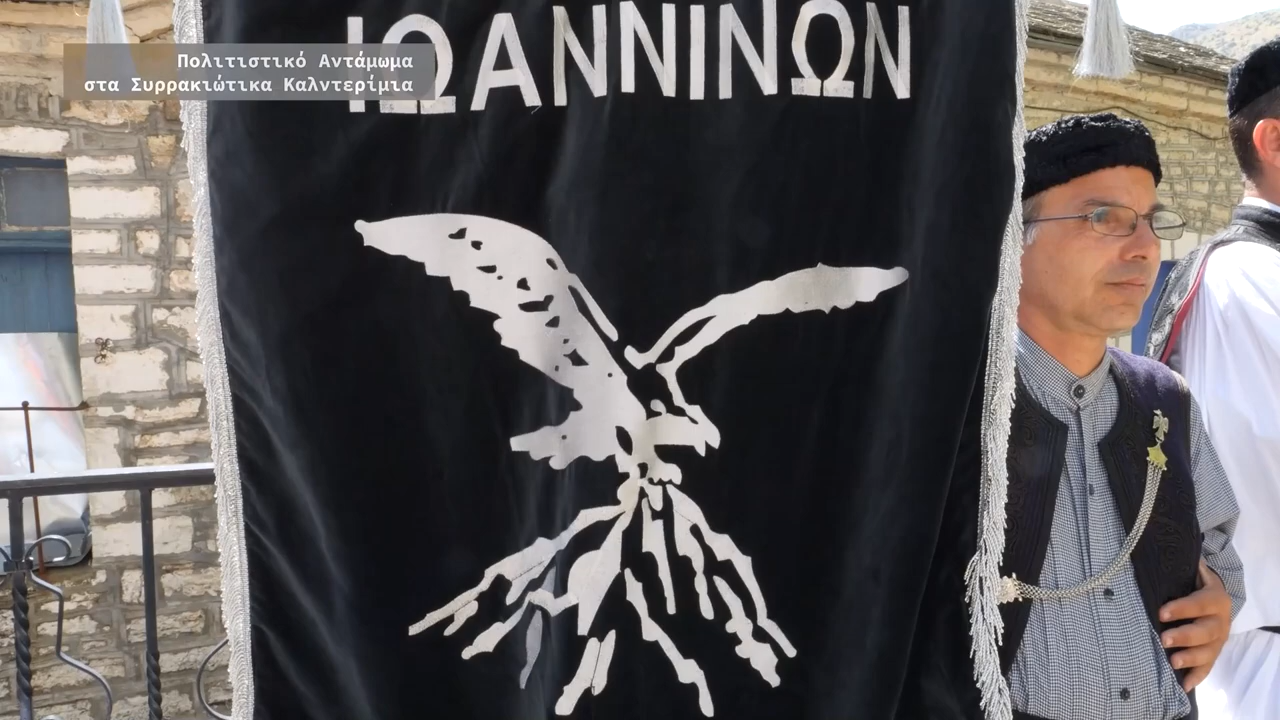 ΙΩΑΝΝΙΝΩΝ
Πολιτιστικό Αντάμωμα
στα Συρρακιώτικα Καλντερίμια